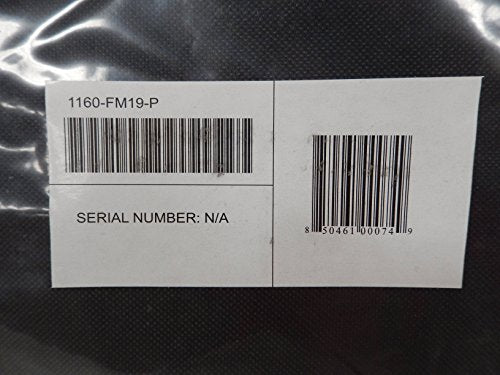 1160-FM19-P
SERIAL NUMBER: N/A
8 50461 00074 9